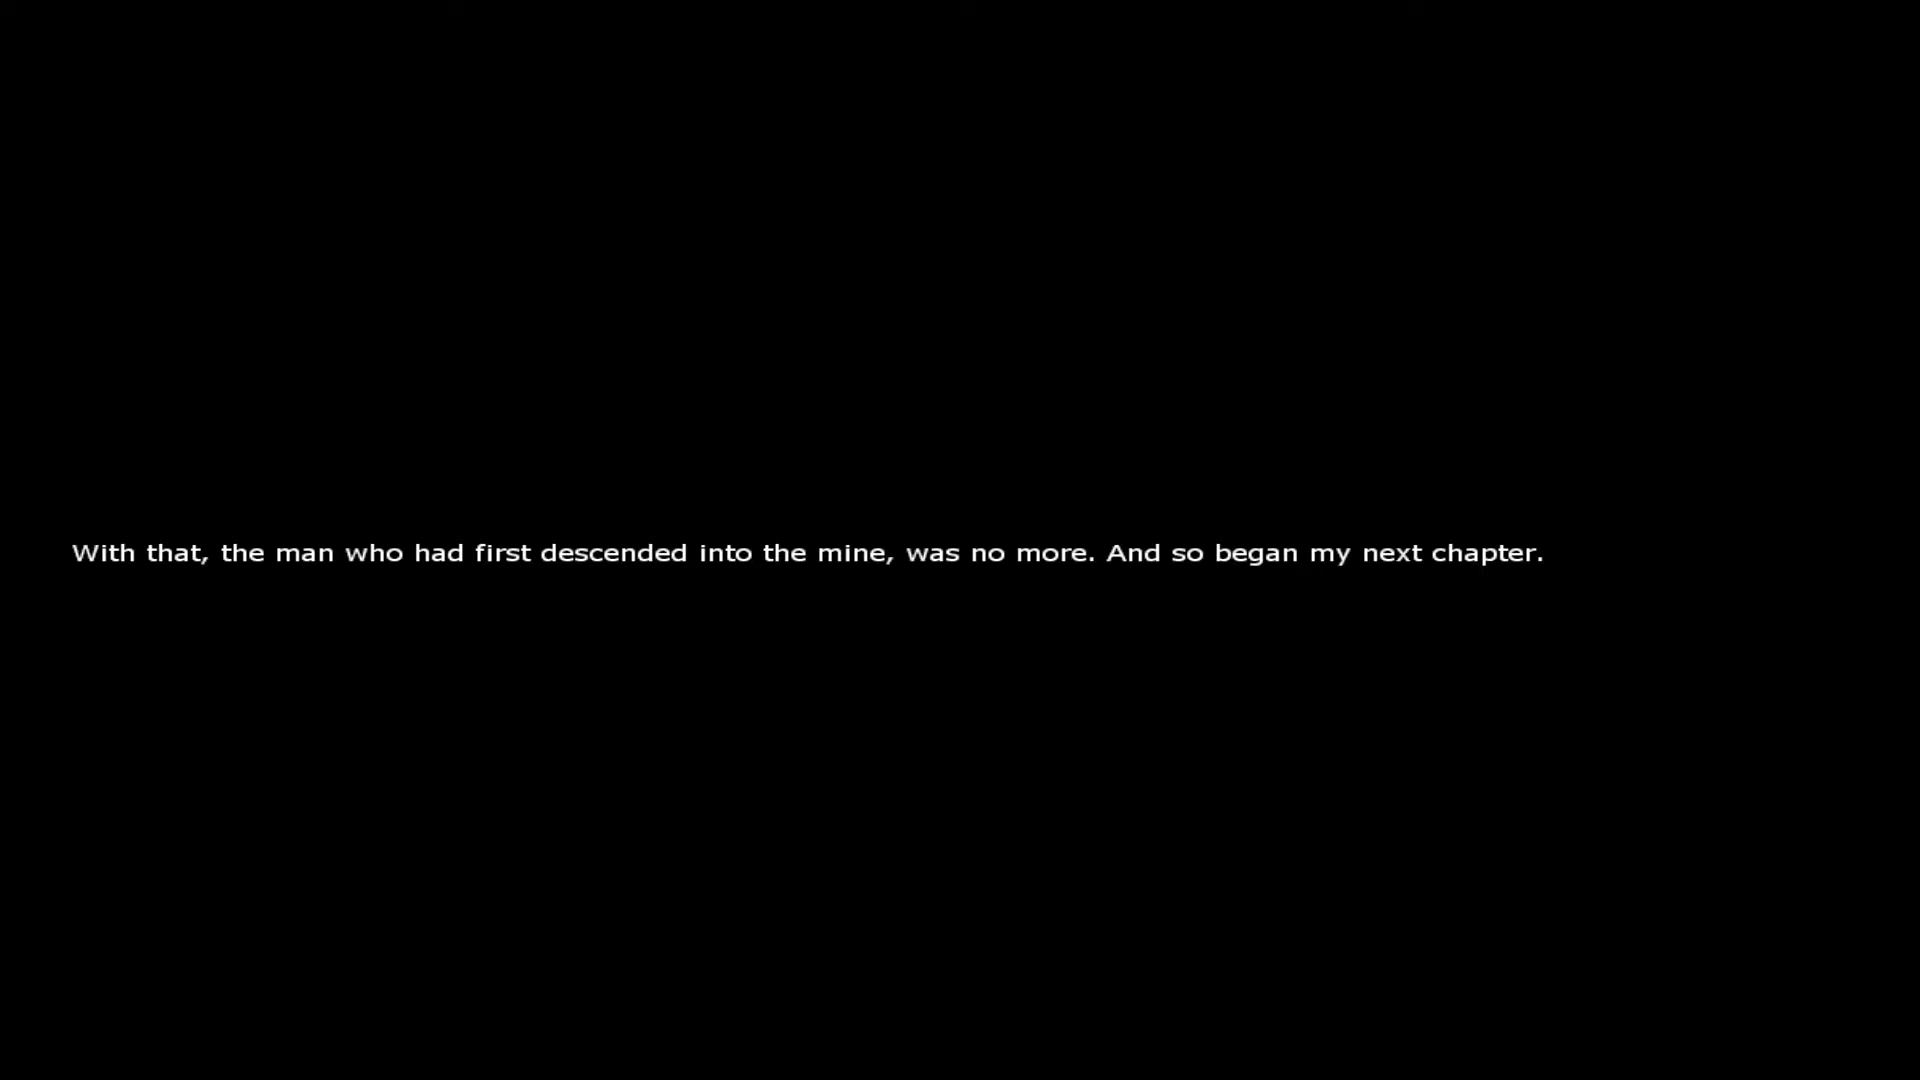 With that, the man who had first descended into the mine, was no more. And so began my next chapter.